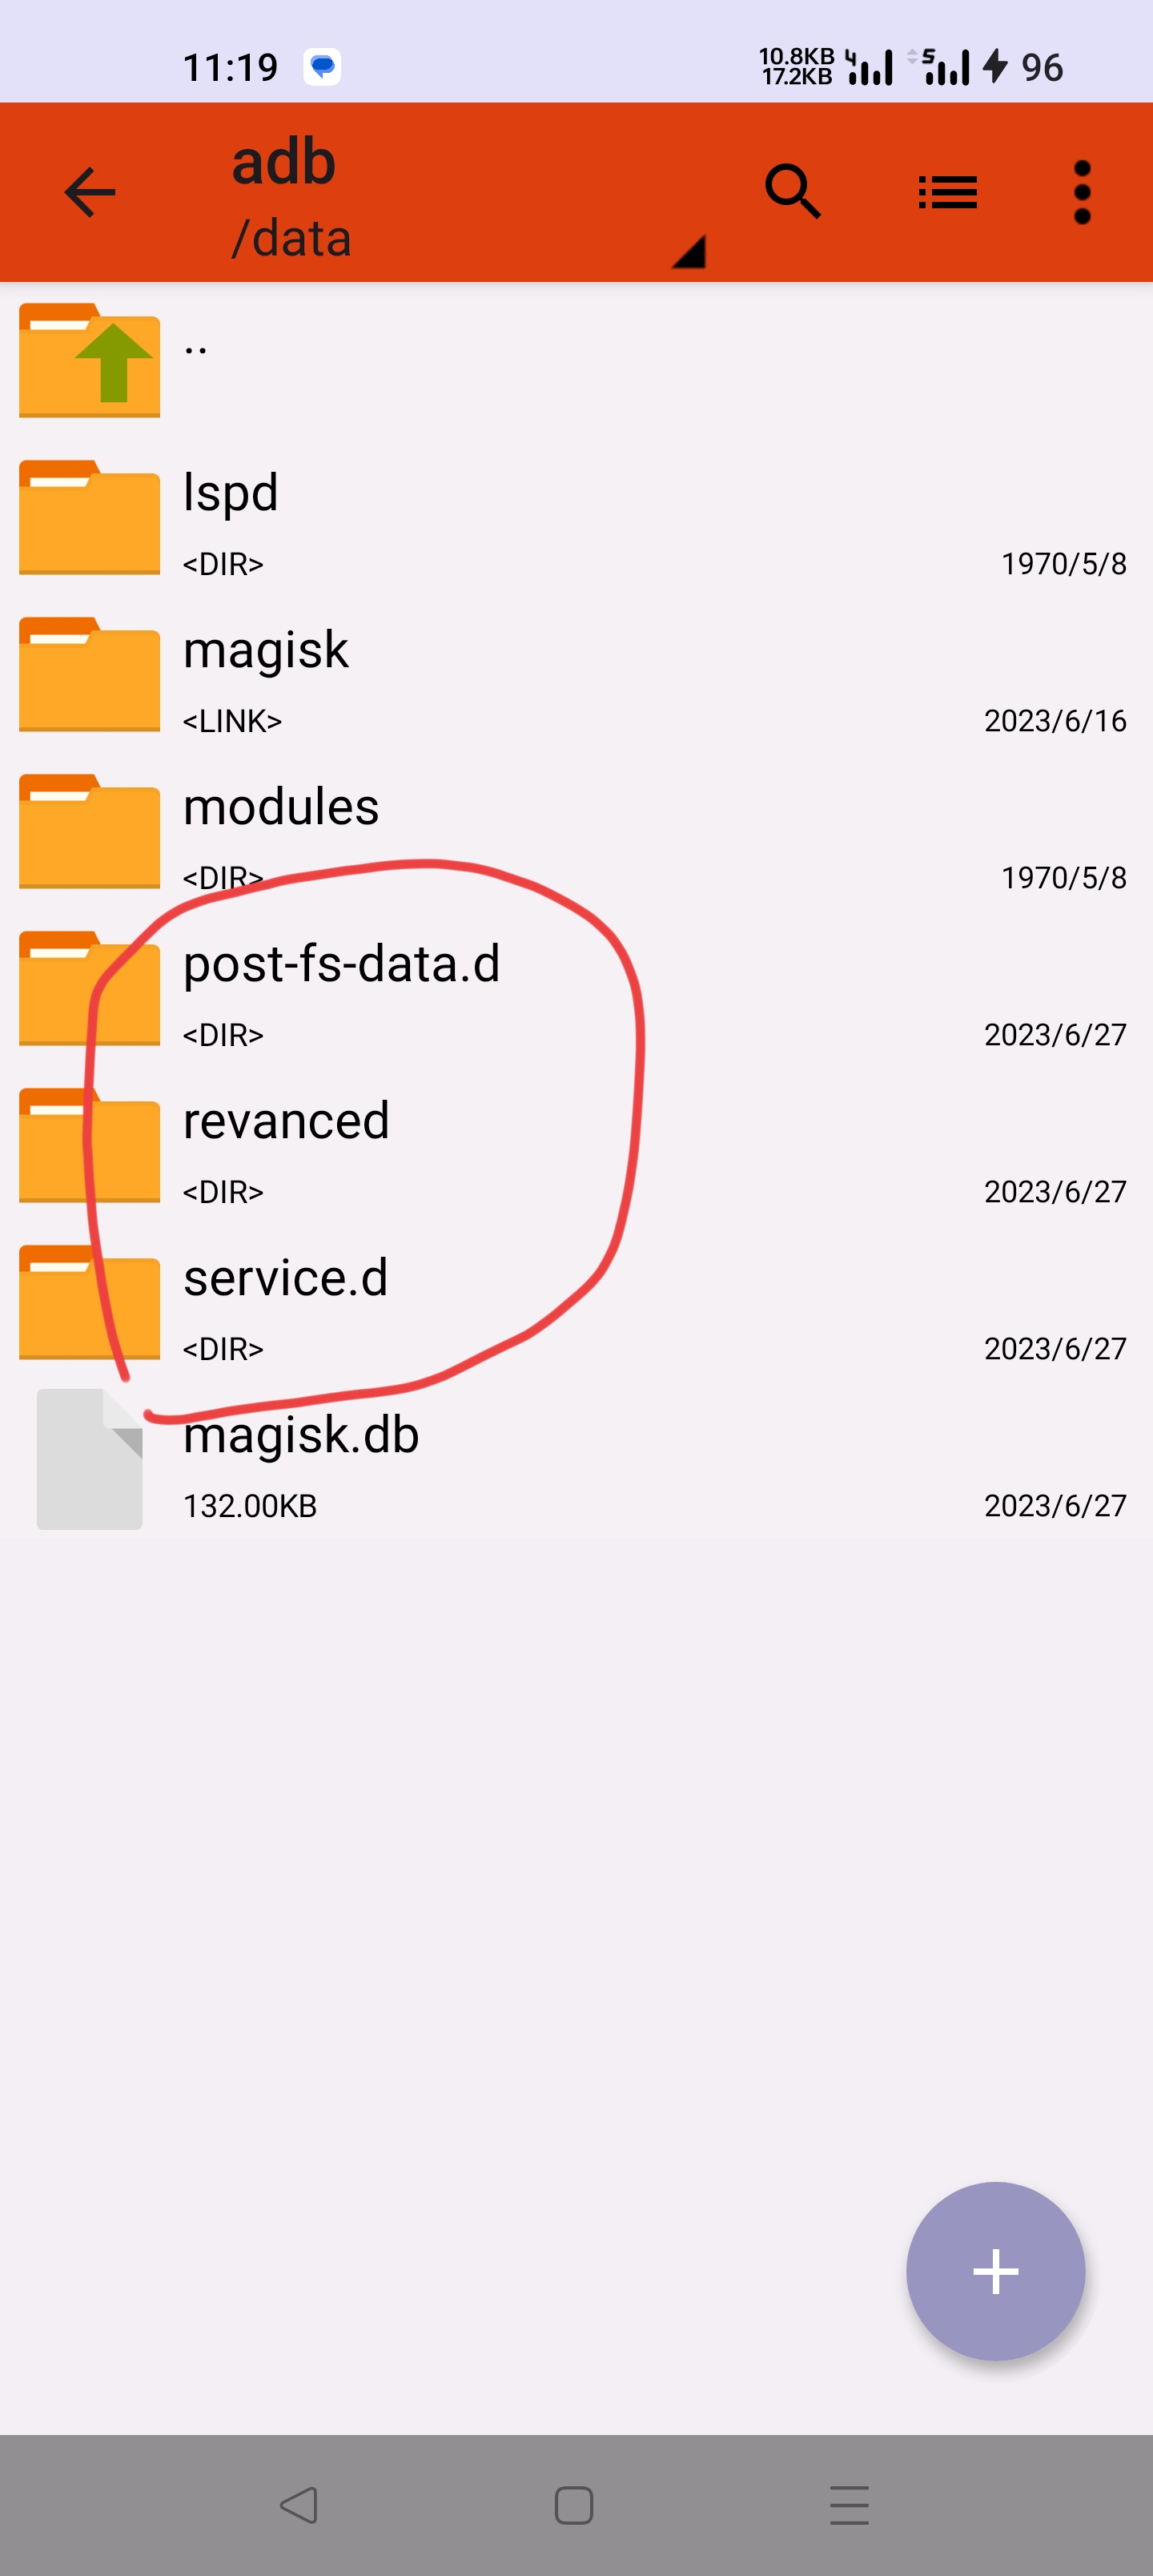 11:19
10.8KB
17.2KB
4
5
96
adb
/data
..
lspd
<DIR>
1970/5/8
magisk
<LINK>
2023/6/16
modules
<DIR>
1970/5/8
post-fs-data.d
<DIR>
2023/6/27
revanced
<DIR>
2023/6/27
service.d
<DIR>
2023/6/27
magisk.db
132.00KB
2023/6/27